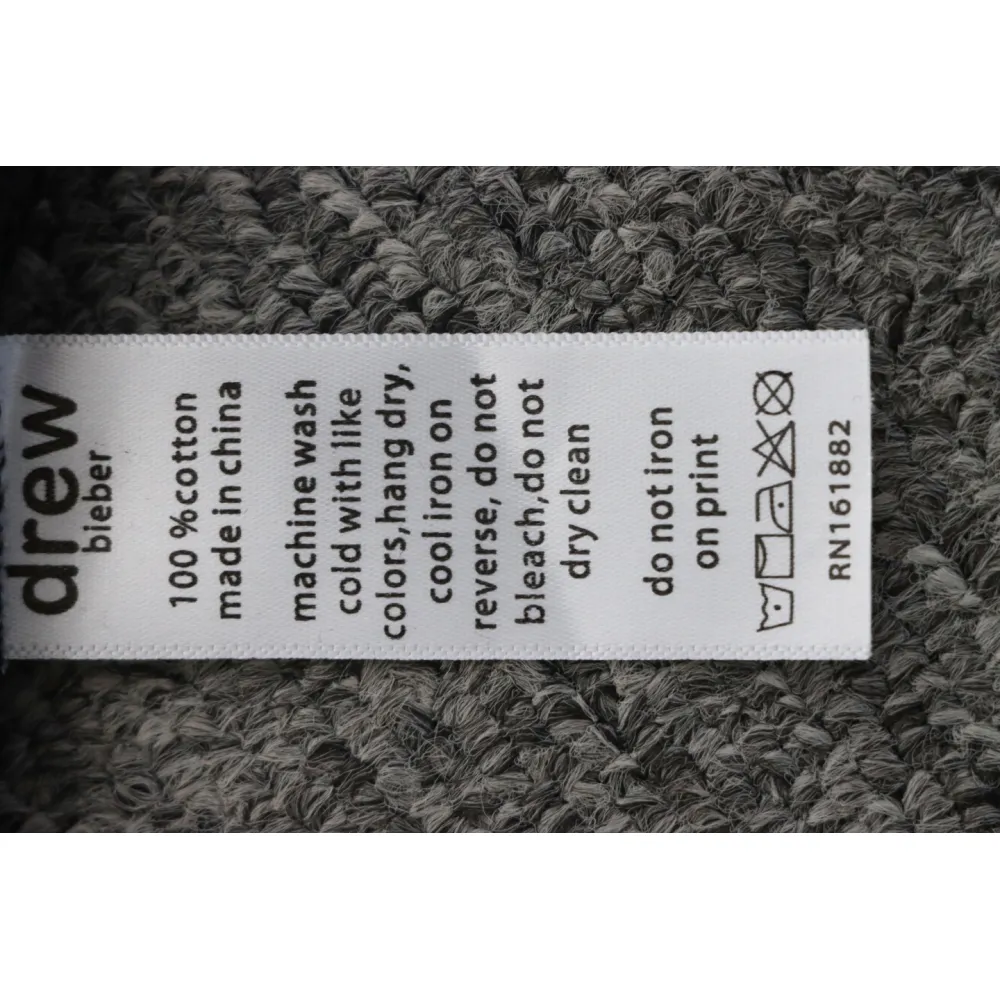 drew
bieber
100 %cotton
made in china
machine wash
cold with like
colors,hang dry,
cool iron on
reverse, do not
bleach,do not
dry clean
do not iron
on print
RN161882